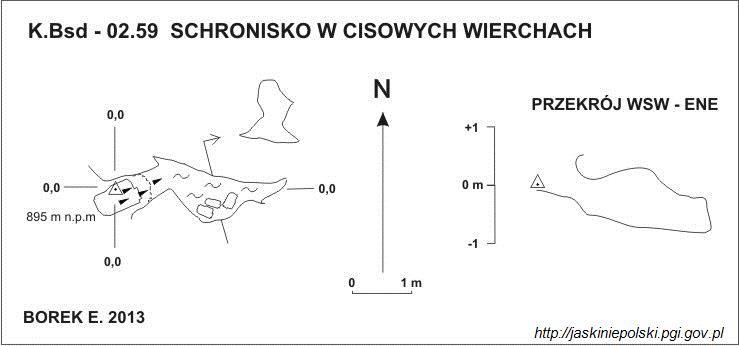 K.Bsd - 02.59 SCHRONISKO W CISOWYCH WIERCHACH
N
PRZEKRÓJ WSW - ENE
0,0
+1
0,0
0,0
0 m
895 m n.p.m
-1
0,0
0 1 m
BOREK E. 2013
http://jaskiniepolski.pgi.gov.pl